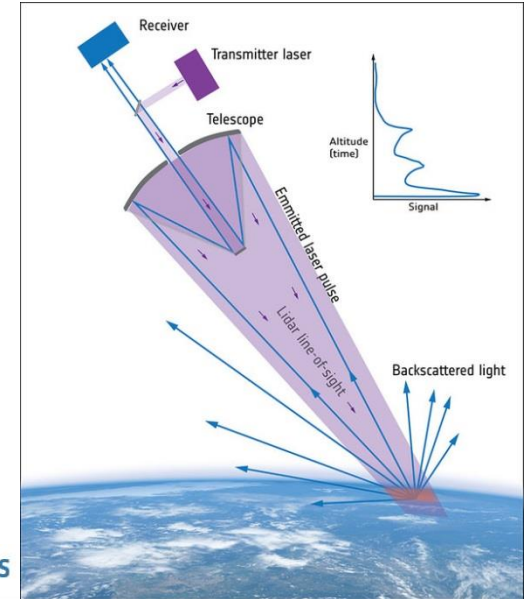 Receiver
Transmitter laser
Telescope
Altitude
(time)
Signal
Emmitted laser pulse
Lidar line-of-sight
Backscattered light
s